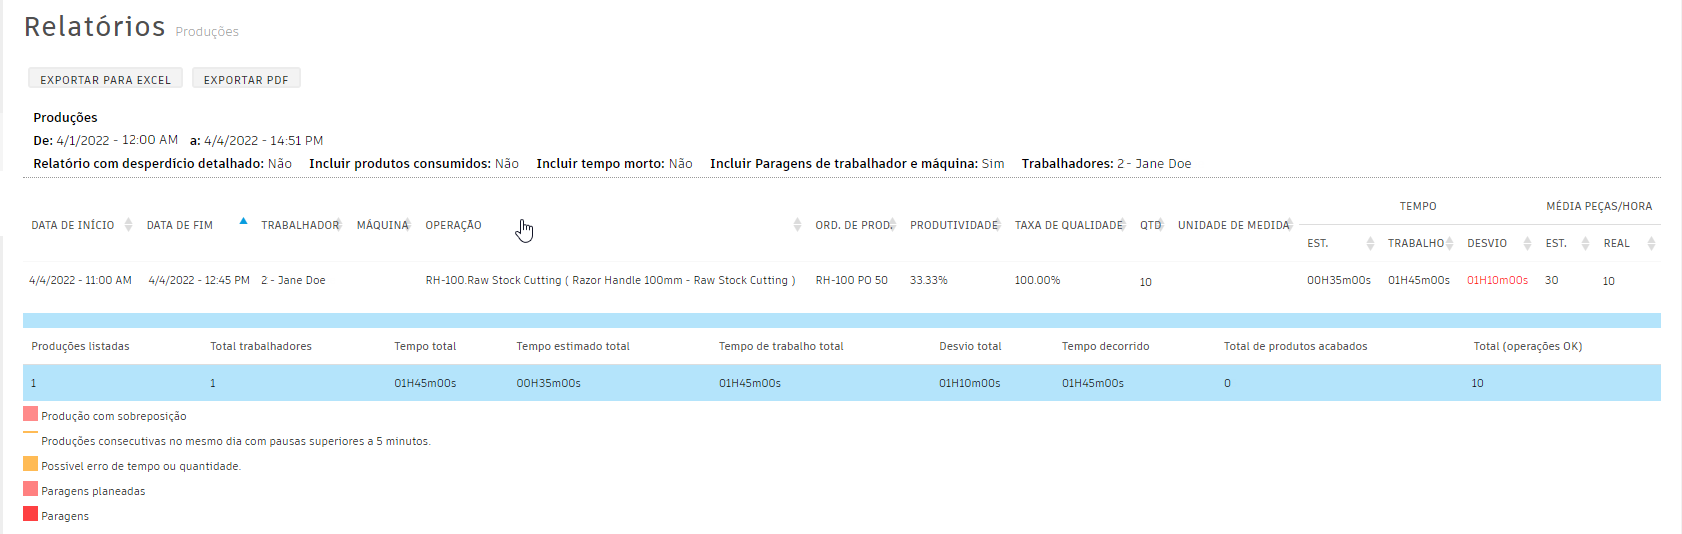 Relatórios Produções
EXPORTAR PARA EXCEL EXPORTAR PDF
Produções
De: 4/1/2022 - 12:00 AM a: 4/4/2022 - 14:51 PM
Relatório com desperdício detalhado: Não Incluir produtos consumidos: Não Incluir tempo morto: Não Incluir Paragens de trabalhador e máquina: Sim Trabalhadores: 2 - Jane Doe
TEMPO MÉDIA PEÇAS/HORA
DATA DE INÍCIO DATA DE FIM TRABALHADOR MÁQUINA OPERAÇÃO ORD. DE PROD. PRODUTIVIDADE TAXA DE QUALIDADE QTD UNIDADE DE MEDIDA
EST. TRABALHO DESVIO EST. REAL
4/4/2022 - 11:00 AM 4/4/2022 - 12:45 PM 2 - Jane Doe RH-100.Raw Stock Cutting ( Razor Handle 100mm - Raw Stock Cutting ) RH-100 PO 50 33.33% 100.00% 10 00H35m00s 01H45m00s 01H10m00s 30 10
Produções listadas Total trabalhadores Tempo total Tempo estimado total Tempo de trabalho total Desvio total Tempo decorrido Total de produtos acabados Total (operações OK)
1 1 01H45m00s 00H35m00s 01H45m00s 01H10m00s 01H45m00s 0 10
Produção com sobreposição
Produções consecutivas no mesmo dia com pausas superiores a 5 minutos.
Possível erro de tempo ou quantidade.
Paragens planeadas
Paragens